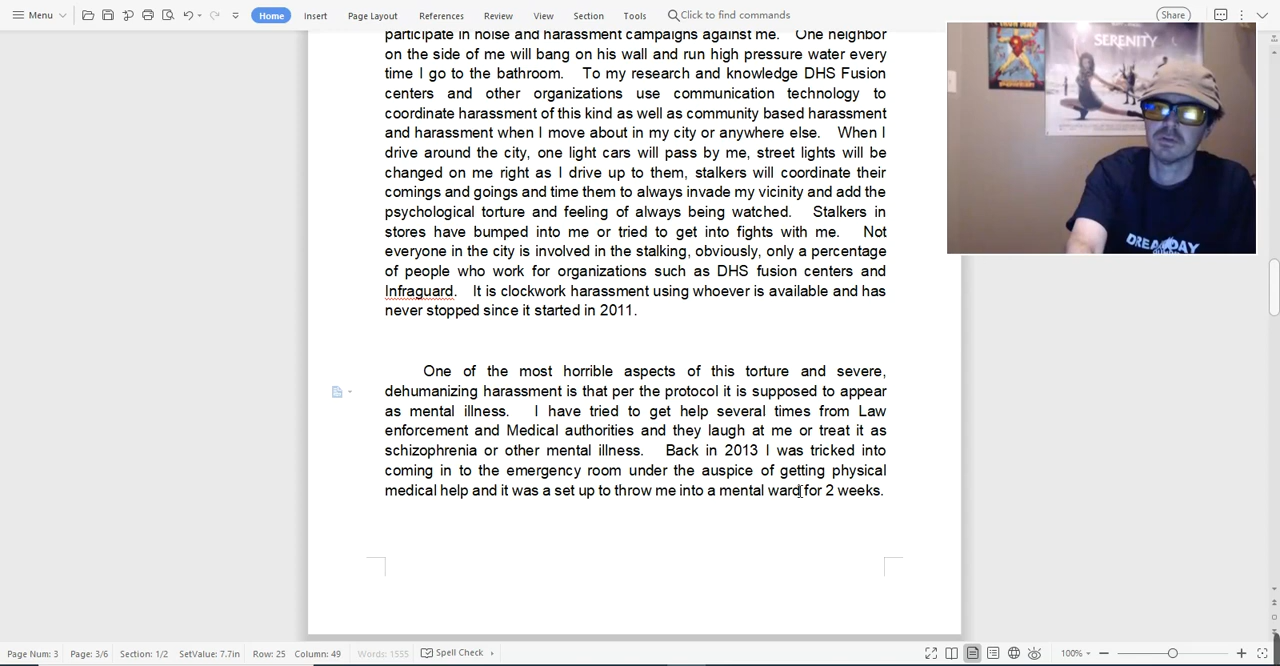 Menu
Home
Insert
Page Layout
References
Review
View
Section
Tools
Click to find commands
Share
participate in noise and harassment campaigns against me. One neighbor
on the side of me will bang on his wall and run high pressure water every
time I go to the bathroom. To my research and knowledge DHS Fusion
centers and other organizations use communication technology to
coordinate harassment of this kind as well as community based harassment
and harassment when I move about in my city or anywhere else. When I
drive around the city, one light cars will pass by me, street lights will be
changed on me right as I drive up to them, stalkers will coordinate their
comings and goings and time them to always invade my vicinity and add the
psychological torture and feeling of always being watched. Stalkers in
stores have bumped into me or tried to get into fights with me. Not
everyone in the city is involved in the stalking, obviously, only a percentage
of people who work for organizations such as DHS fusion centers and
Infraguard. It is clockwork harassment using whoever is available and has
never stopped since it started in 2011.
One of the most horrible aspects of this torture and severe,
dehumanizing harassment is that per the protocol it is supposed to appear
as mental illness. I have tried to get help several times from Law
enforcement and Medical authorities and they laugh at me or treat it as
schizophrenia or other mental illness. Back in 2013 I was tricked into
coming in to the emergency room under the auspice of getting physical
medical help and it was a set up to throw me into a mental ward for 2 weeks.
SERENITY
Page Num: 3
Page: 3/6
Section: 1/2
SetValue: 7.7in
Row: 25
Column: 49
Words: 1555
Spell Check
100%